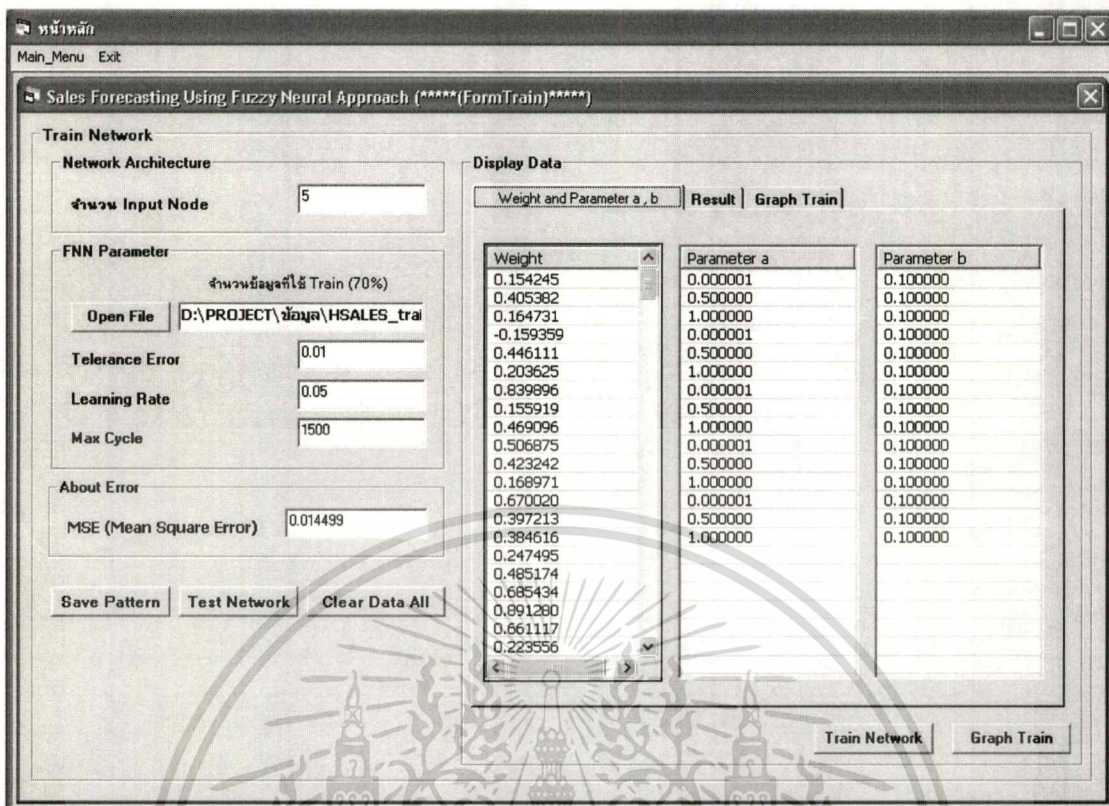 หน้าหลัก
Main_Menu Exit
Sales Forecasting Using Fuzzy Neural Approach (*****(FormTrain)*****)
Train Network
Network Architecture
จำนวน Input Node 5
FNN Parameter
จำนวนข้อมูลที่ใช้ Train (70%)
Open File D:\PROJECT\ข้อมูล\HSALES_trai
Telerance Error 0.01
Learning Rate 0.05
Max Cycle 1500
About Error
MSE (Mean Square Error) 0.014499
Save Pattern Test Network Clear Data All
Display Data
Weight and Parameter a , b Result Graph Train
Weight Parameter a Parameter b
0.154245 0.000001 0.100000
0.405382 0.500000 0.100000
0.164731 1.000000 0.100000
-0.159359 0.000001 0.100000
0.446111 0.500000 0.100000
0.203625 1.000000 0.100000
0.839896 0.000001 0.100000
0.155919 0.500000 0.100000
0.469096 1.000000 0.100000
0.506875 0.000001 0.100000
0.423242 0.500000 0.100000
0.168971 1.000000 0.100000
0.670020 0.000001 0.100000
0.397213 0.500000 0.100000
0.384616 1.000000 0.100000
0.247495
0.485174
0.685434
0.891280
0.661117
0.223556
Train Network Graph Train